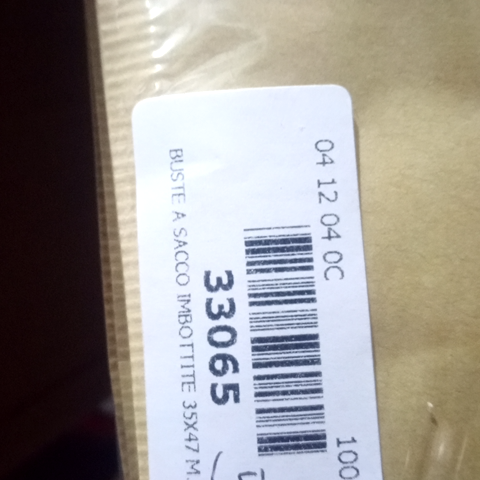 04 12 04 0C
100
33065
BUSTE A SACCO IMBOTTITE 35X47 M.